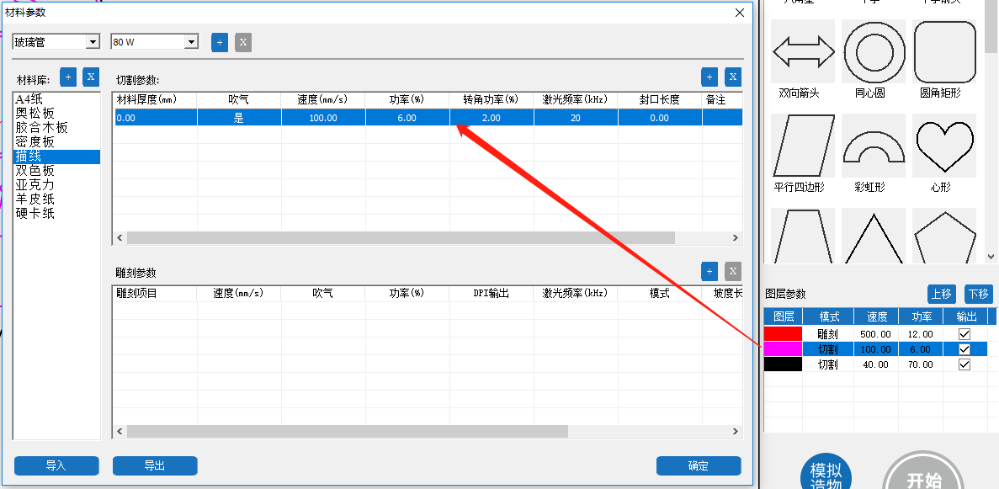 材料参数
玻璃管 80 W + X
材料库: + X
A4纸
奥松板
胶合木板
密度板
描线
双色板
亚克力
羊皮纸
硬卡纸
切割参数: + X
材料厚度(mm) 吹气 速度(mm/s) 功率(%) 转角功率(%) 激光频率(kHz) 封口长度 备注
0.00 是 100.00 6.00 2.00 20 0.00
雕刻参数 + X
雕刻项目 速度(mm/s) 吹气 功率(%) DPI输出 激光频率(kHz) 模式 坡度长
导入 导出 确定
双向箭头 同心圆 圆角矩形
平行四边形 彩虹形 心形
图层参数 上移 下移
图层 模式 速度 功率 输出
雕刻 500.00 12.00
切割 100.00 6.00
切割 40.00 70.00
模拟
造物
开始